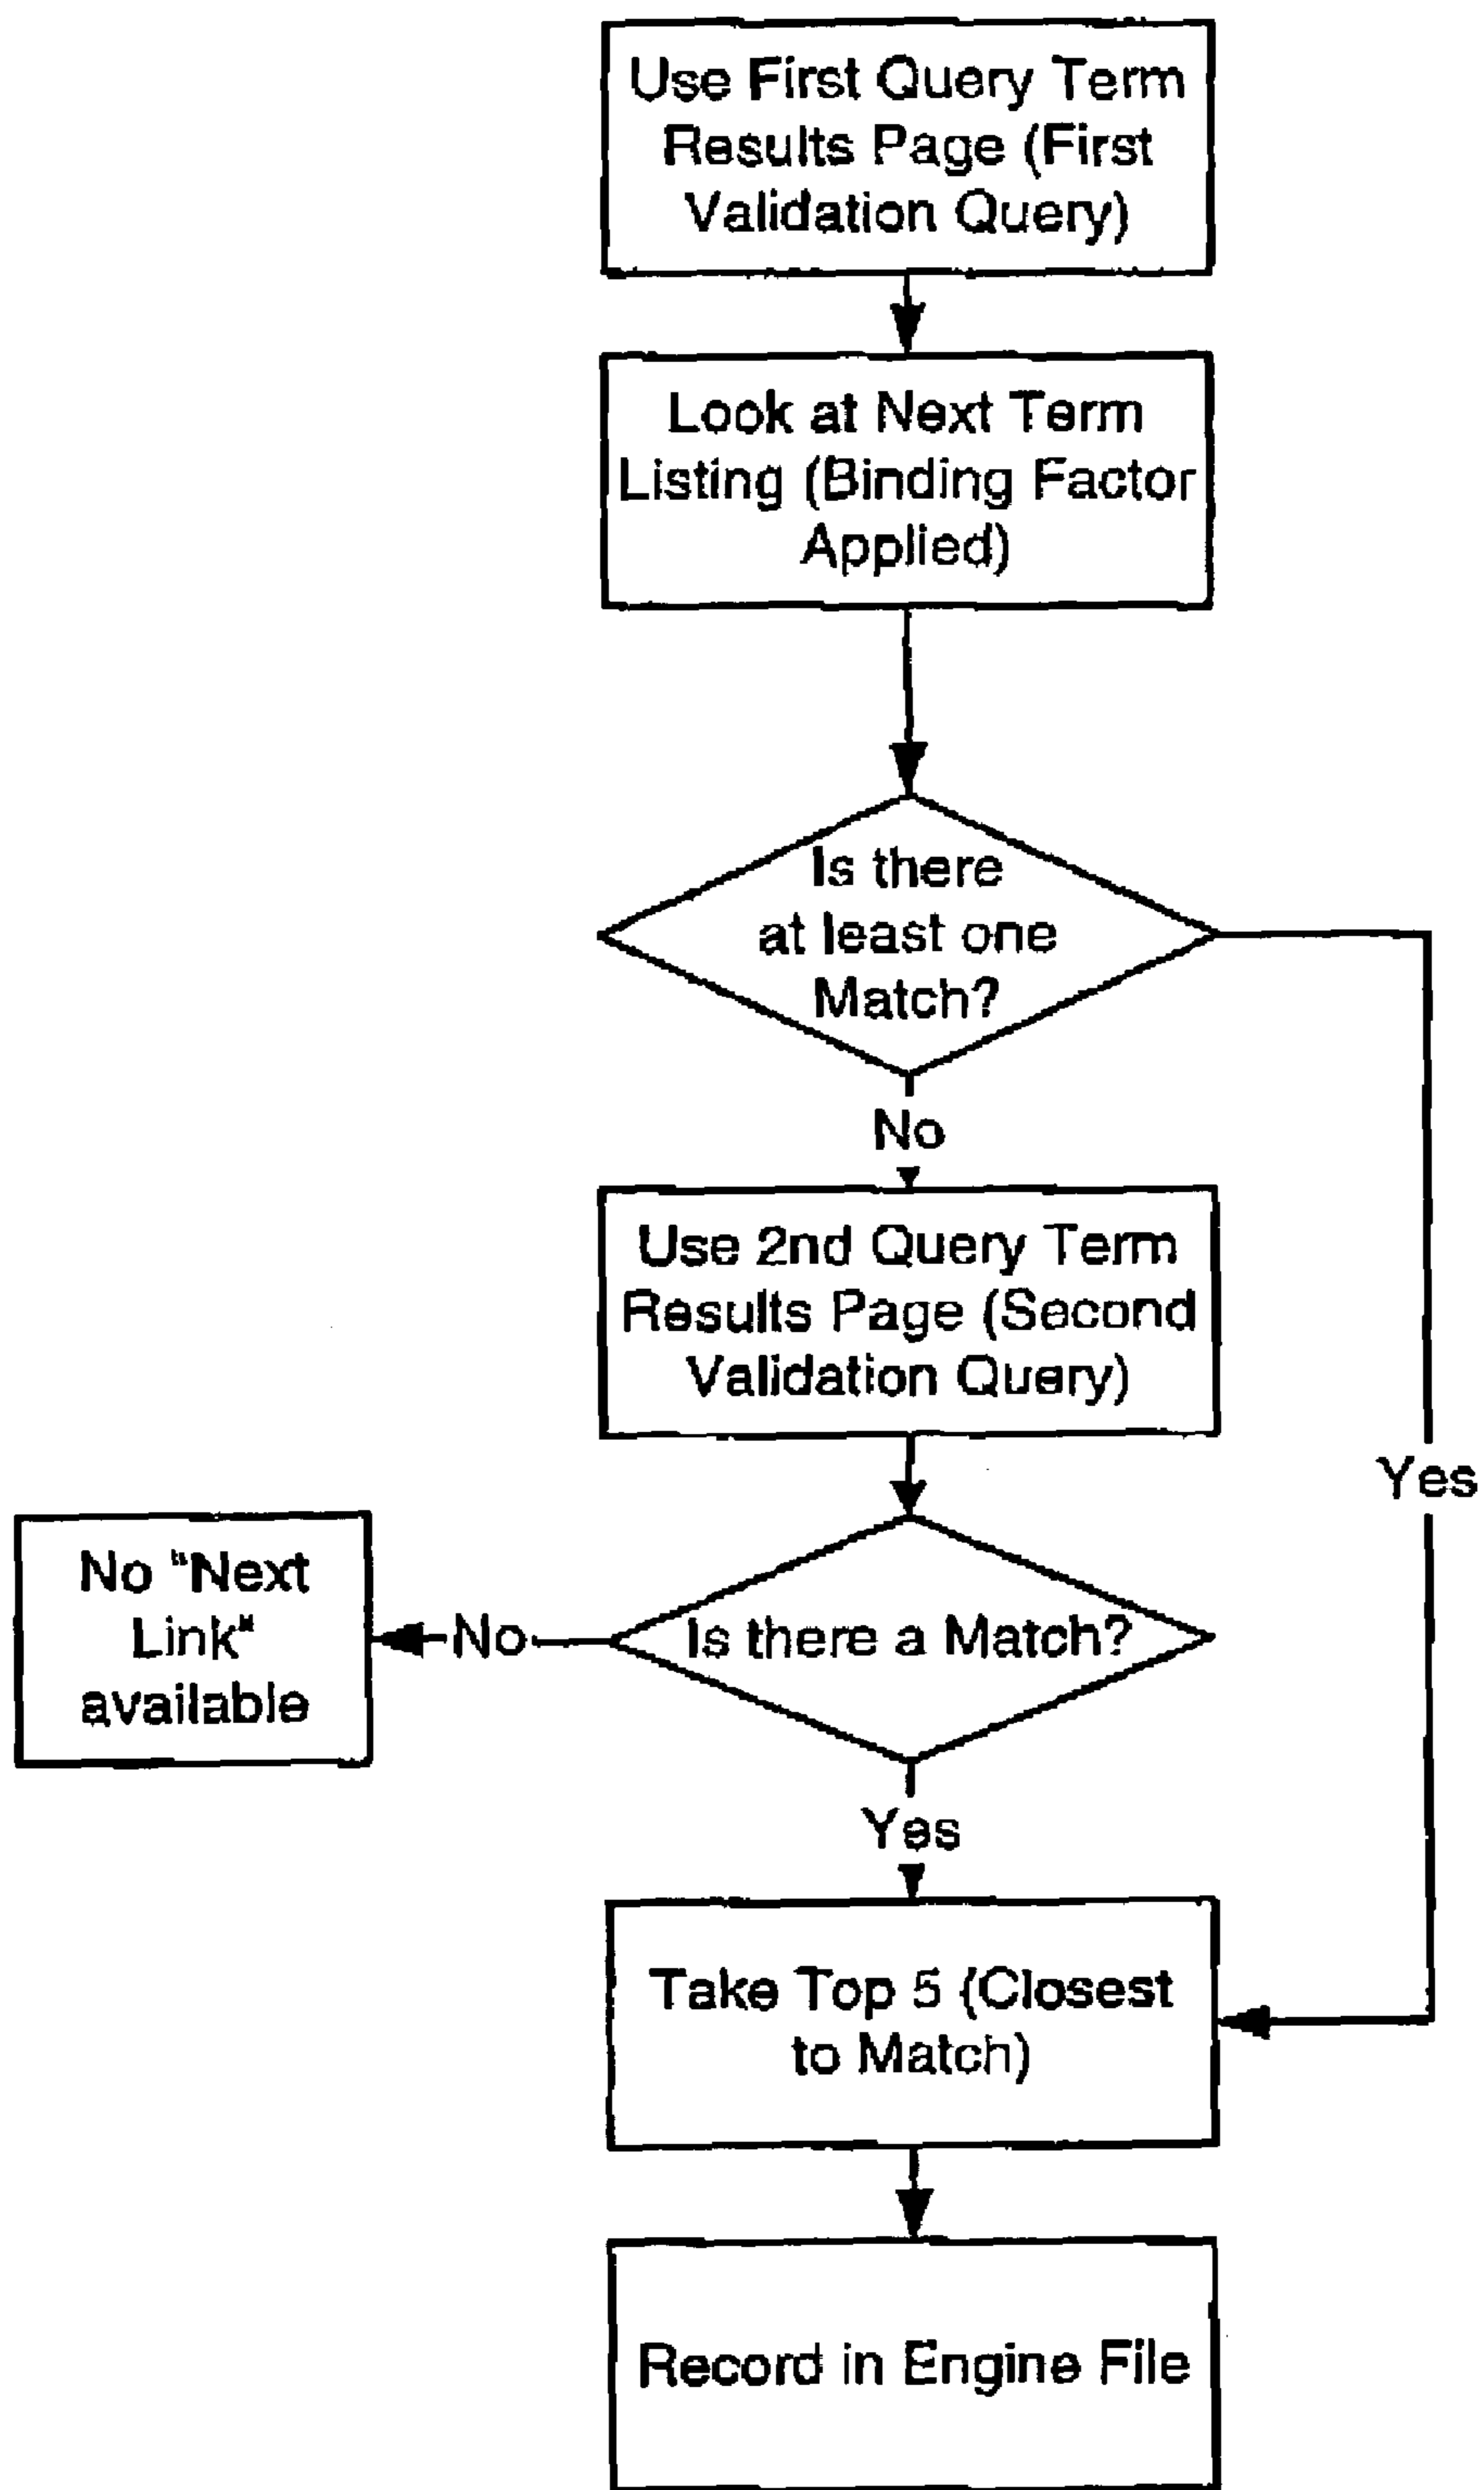 Use First Query Term
Results Page (First
Validation Query)
Look at Next Term
Listing (Binding Factor
Applied)
Is there
at least one
Match?
No
Use 2nd Query Term
Results Page (Second
Validation Query)
Yes
No "Next
Link"
available
No
Is there a Match?
Yes
Take Top 5 (Closest
to Match)
Record in Engine File